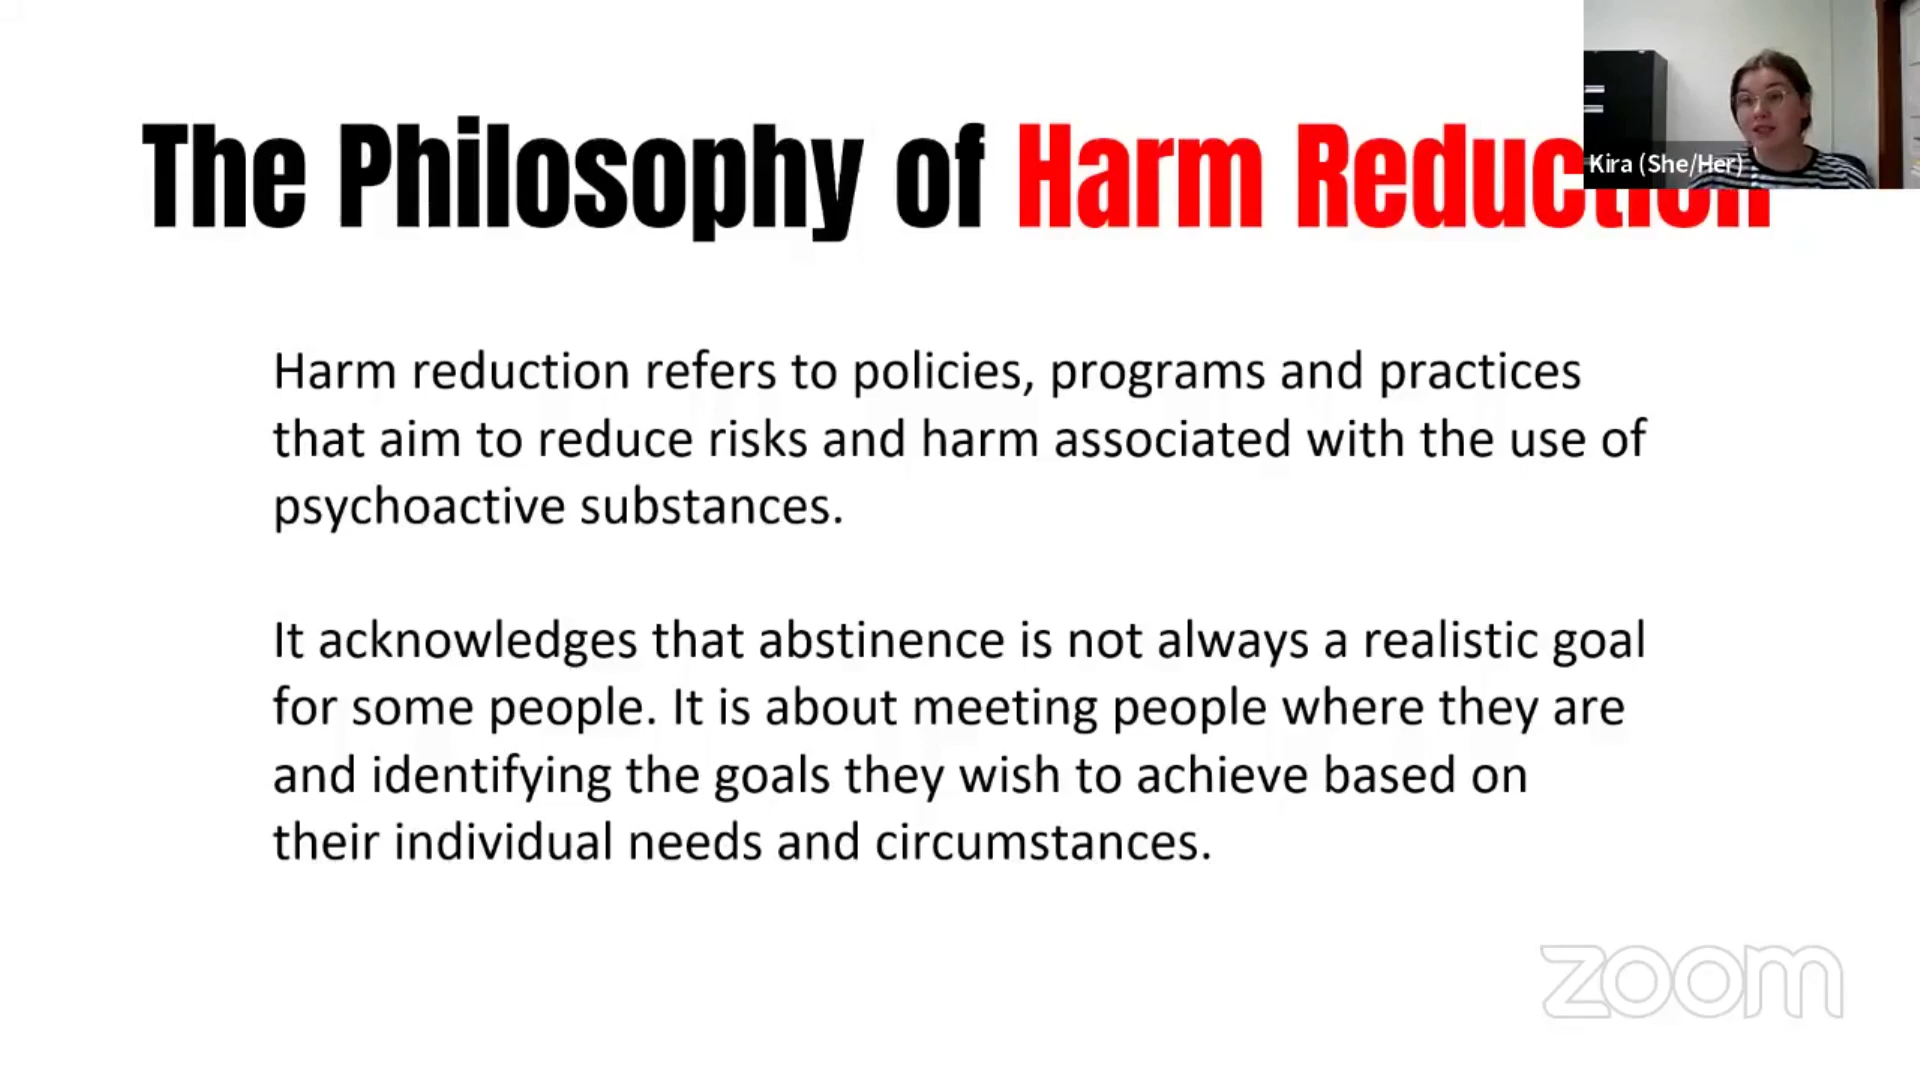 The Philosophy of Harm Reduction
Kira (She/Her)
Harm reduction refers to policies, programs and practices
that aim to reduce risks and harm associated with the use of
psychoactive substances.
It acknowledges that abstinence is not always a realistic goal
for some people. It is about meeting people where they are
and identifying the goals they wish to achieve based on
their individual needs and circumstances.
zoom